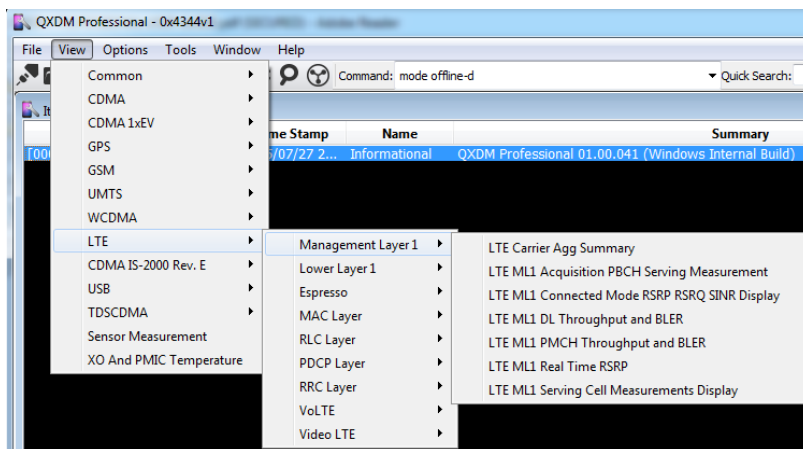 QXDM Professional - 0x4344v1
File View Options Tools Window Help
Command: mode offline-d Quick Search:
Common
CDMA
CDMA 1xEV
GPS
GSM
UMTS
WCDMA
LTE
CDMA IS-2000 Rev. E
USB
TDSCDMA
Sensor Measurement
XO And PMIC Temperature
Name Summary
Informational QXDM Professional 01.00.041 (Windows Internal Build)
Management Layer 1
Lower Layer 1
Espresso
MAC Layer
RLC Layer
PDCP Layer
RRC Layer
VoLTE
Video LTE
LTE Carrier Agg Summary
LTE ML1 Acquisition PBCH Serving Measurement
LTE ML1 Connected Mode RSRP RSRQ SINR Display
LTE ML1 DL Throughput and BLER
LTE ML1 PMCH Throughput and BLER
LTE ML1 Real Time RSRP
LTE ML1 Serving Cell Measurements Display